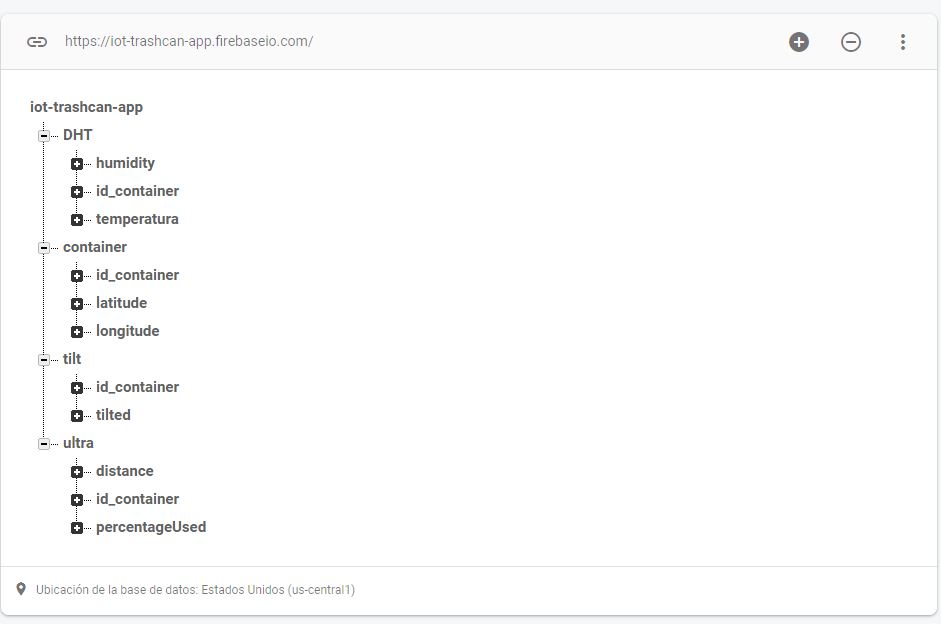 https://iot-trashcan-app.firebaseio.com/
iot-trashcan-app
DHT
humidity
id_container
temperatura
container
id_container
latitude
longitude
tilt
id_container
tilted
ultra
distance
id_container
percentageUsed
Ubicación de la base de datos: Estados Unidos (us-central1)